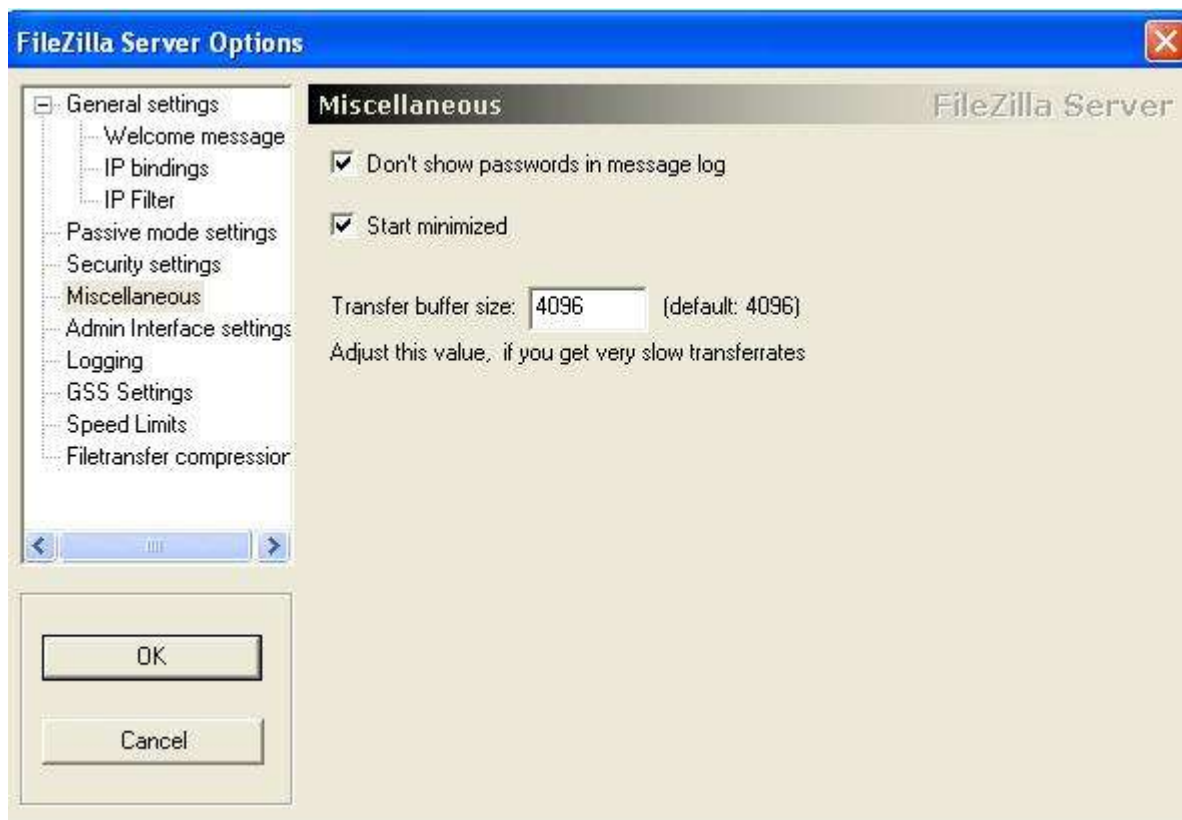 FileZilla Server Options
General settings
Welcome message
IP bindings
IP Filter
Passive mode settings
Security settings
Miscellaneous
Admin Interface settings
Logging
GSS Settings
Speed Limits
Filetransfer compression
OK
Cancel
Miscellaneous
FileZilla Server
Don't show passwords in message log
Start minimized
Transfer buffer size: 4096 (default: 4096)
Adjust this value, if you get very slow transferrates